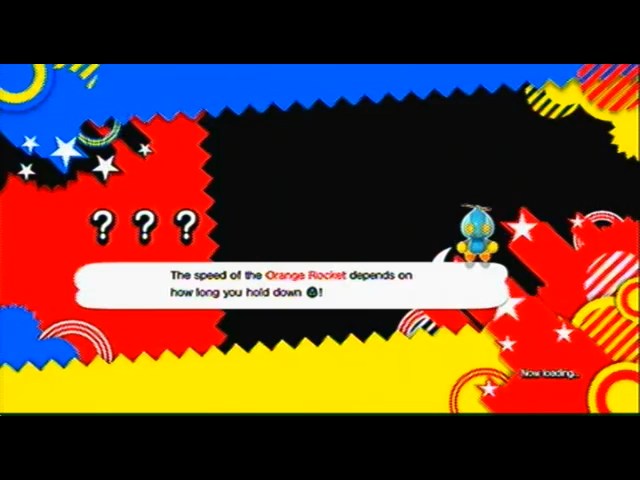 ? ? ?
The speed of the Orange Rocket depends on
how long you hold down !
Now loading...